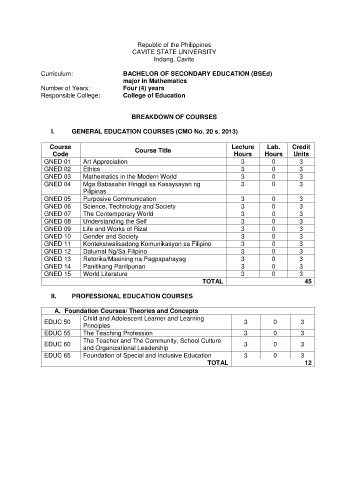 Republic of the Philippines
CAVITE STATE UNIVERSITY
Indang, Cavite
Curriculum: BACHELOR OF SECONDARY EDUCATION (BSEd)
major in Mathematics
Number of Years: Four (4) years
Responsible College: College of Education
BREAKDOWN OF COURSES
I. GENERAL EDUCATION COURSES (CMO No. 20 s. 2013)
Course Code Course Title Lecture Hours Lab. Hours Credit Units
GNED 01 Art Appreciation 3 0 3
GNED 02 Ethics 3 0 3
GNED 03 Mathematics in the Modern World 3 0 3
GNED 04 Mga Babasahin Hinggil sa Kasaysayan ng 3 0 3
Pilipinas
GNED 05 Purposive Communication 3 0 3
GNED 06 Science, Technology and Society 3 0 3
GNED 07 The Contemporary World 3 0 3
GNED 08 Understanding the Self 3 0 3
GNED 09 Life and Works of Rizal 3 0 3
GNED 10 Gender and Society 3 0 3
GNED 11 Kontekstwalisadong Komunikasyon sa Filipino 3 0 3
GNED 12 Dalumat Ng/Sa Filipino 3 0 3
GNED 13 Retorika/Masining na Pagpapahayag 3 0 3
GNED 14 Panitikang Panlipunan 3 0 3
GNED 15 World Literature 3 0 3
TOTAL 45
II. PROFESSIONAL EDUCATION COURSES
A. Foundation Courses/ Theories and Concepts
EDUC 50 Child and Adolescent Learner and Learning 3 0 3
Principles
EDUC 55 The Teaching Profession 3 0 3
EDUC 60 The Teacher and The Community, School Culture 3 0 3
and Organizational Leadership
EDUC 65 Foundation of Special and Inclusive Education 3 0 3
TOTAL 12